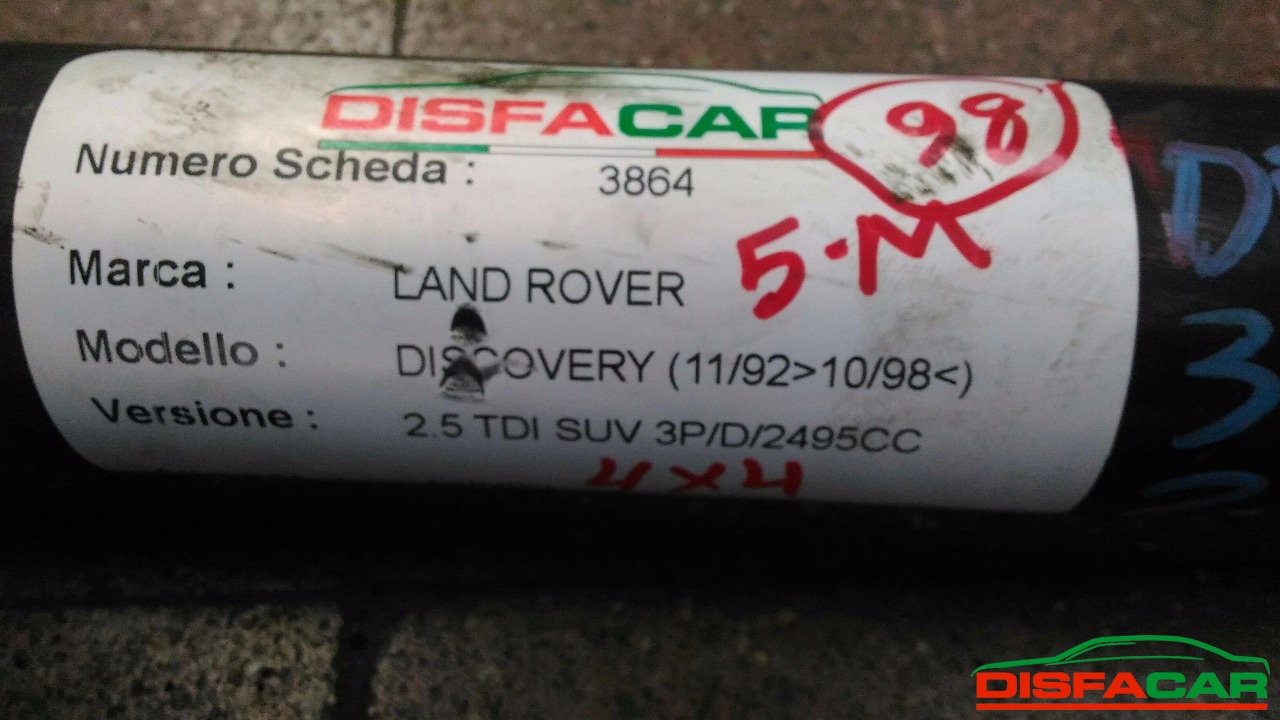 DISFACAR
98
Numero Scheda : 3864
5.M
Marca : LAND ROVER
Modello : DISCOVERY (11/92>10/98<)
Versione : 2.5 TDI SUV 3P/D/2495CC
4x4
D
3
DISFACAR